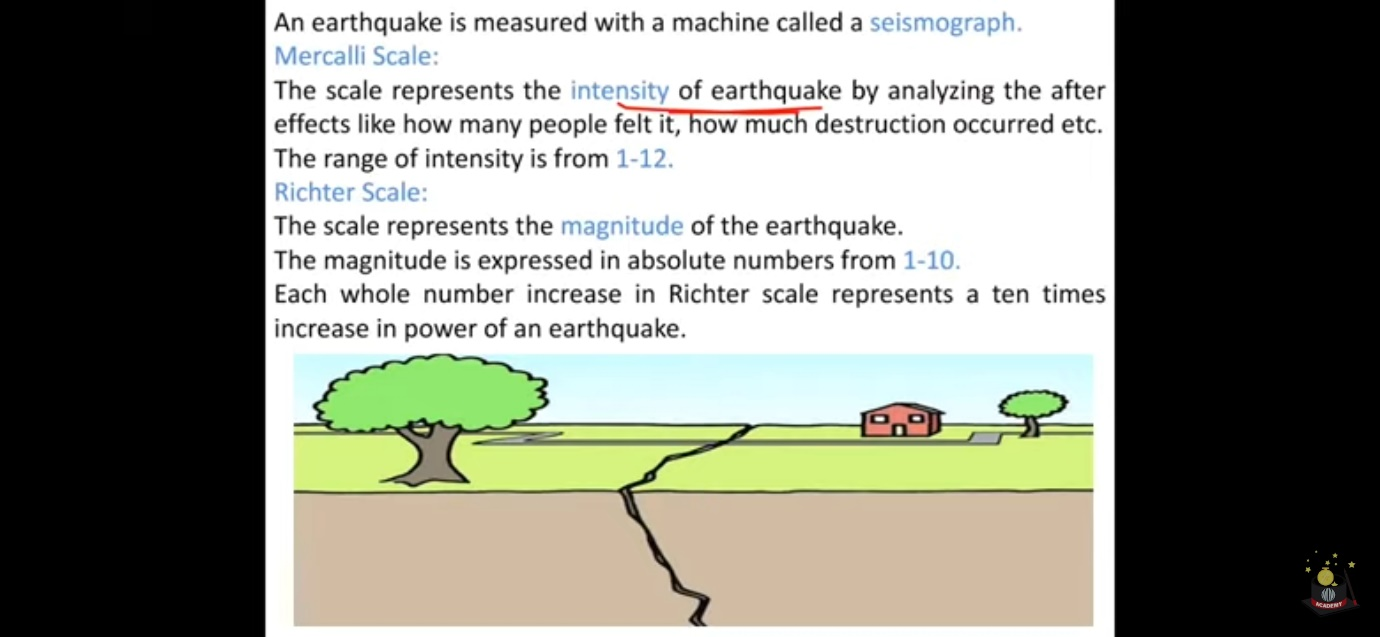 An earthquake is measured with a machine called a seismograph.
Mercalli Scale:
The scale represents the intensity of earthquake by analyzing the after
effects like how many people felt it, how much destruction occurred etc.
The range of intensity is from 1-12.
Richter Scale:
The scale represents the magnitude of the earthquake.
The magnitude is expressed in absolute numbers from 1-10.
Each whole number increase in Richter scale represents a ten times
increase in power of an earthquake.
ACADEMY